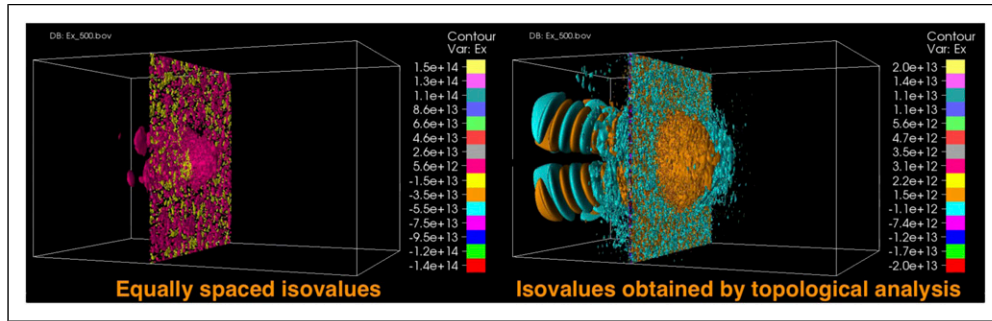 DB: Ex_500.bov
Contour
Var: Ex
1.5e+14
1.3e+14
1.1e+14
8.6e+13
6.6e+13
4.6e+13
2.6e+13
5.6e+12
-1.5e+13
-3.5e+13
-5.5e+13
-7.5e+13
-9.5e+13
-1.2e+14
-1.4e+14
Equally spaced isovalues
DB: Ex_500.bov
Contour
Var: Ex
2.0e+13
1.4e+13
1.1e+13
9.1e+12
5.6e+12
4.7e+12
3.5e+12
3.1e+12
2.2e+12
1.5e+12
-1.1e+12
-7.4e+12
-1.2e+13
-1.7e+13
-2.0e+13
Isovalues obtained by topological analysis